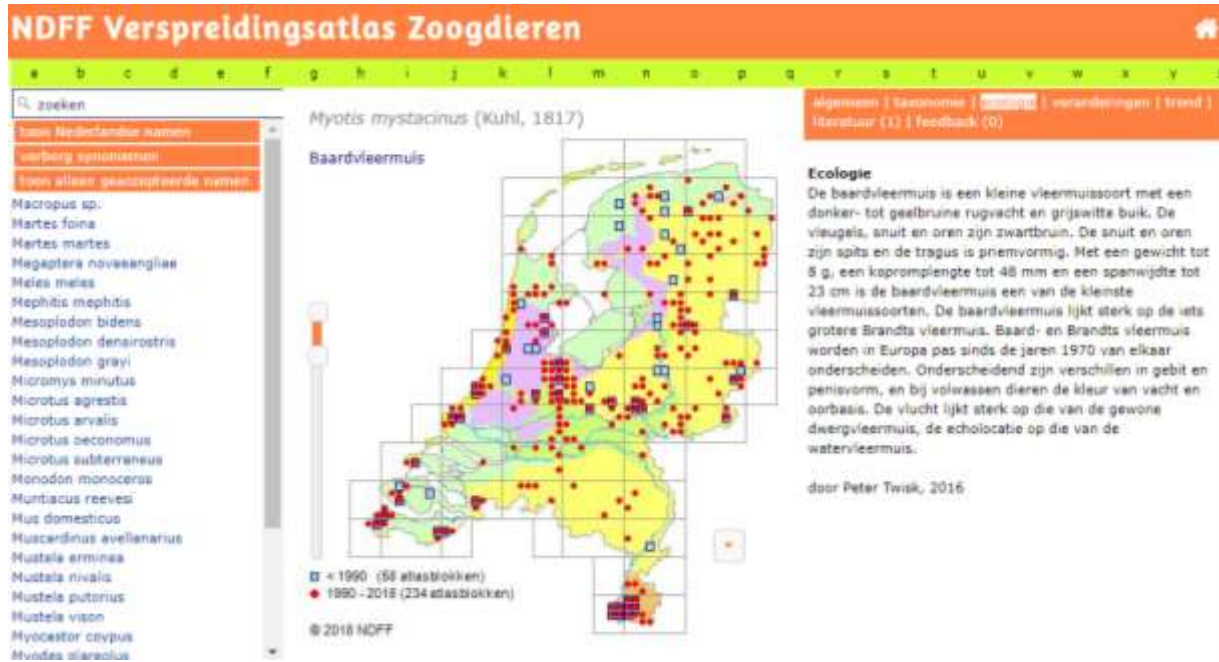 NDFF Verspreidingsatlas Zoogdieren
a b c d e f g h i j k l m n o p q r s t u v w x y
zoeken
toon Nederlandse namen
verberg synoniemen
toon alleen geaccepteerde namen
Macropus sp.
Martes foina
Martes martes
Megaptera novaeangliae
Meles meles
Mephitis mephitis
Mesoplodon bidens
Mesoplodon densirostris
Mesoplodon grayi
Micromys minutus
Microtus agrestis
Microtus arvalis
Microtus oeconomus
Microtus subterraneus
Monodon monoceros
Muntiacus reevesi
Mus domesticus
Muscardinus avellanarius
Mustela erminea
Mustela nivalis
Mustela putorius
Mustela vison
Myocastor coypus
Myodes glareolus
Myotis mystacinus (Kuhl, 1817)
Baardvleermuis
< 1990 (58 atlasblokken)
1990 - 2018 (234 atlasblokken)
© 2018 NDFF
algemeen | taxonomie | ecologie | veranderingen | trend |
literatuur (1) | feedback (0)
Ecologie
De baardvleermuis is een kleine vleermuissoort met een
donker- tot geelbruine rugvacht en grijswitte buik. De
vleugels, snuit en oren zijn zwartbruin. De snuit en oren
zijn spits en de tragus is priemvormig. Met een gewicht tot
8 g, een kopromplengte tot 48 mm en een spanwijdte tot
23 cm is de baardvleermuis een van de kleinste
vleermuissoorten. De baardvleermuis lijkt sterk op de iets
grotere Brandts vleermuis. Baard- en Brandts vleermuis
worden in Europa pas sinds de jaren 1970 van elkaar
onderscheiden. Onderscheidend zijn verschillen in gebit en
penisvorm, en bij volwassen dieren de kleur van vacht en
oorbasis. De vlucht lijkt sterk op die van de gewone
dwergvleermuis, de echolocatie op die van de
watervleermuis.
door Peter Twisk, 2016